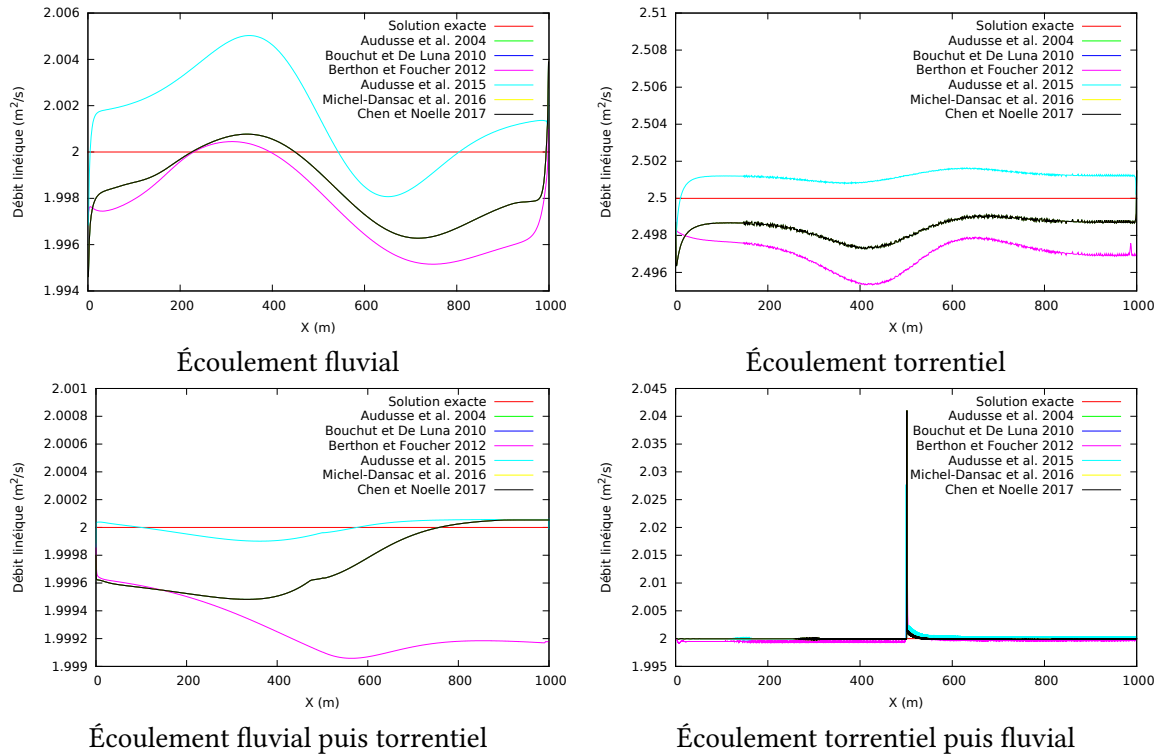 2.006
2.004
2.002
2
1.998
1.996
1.994
0
200
400
600
800
1000
Débit linéique (m²/s)
X (m)
Solution exacte
Audusse et al. 2004
Bouchut et De Luna 2010
Berthon et Foucher 2012
Audusse et al. 2015
Michel-Dansac et al. 2016
Chen et Noelle 2017
Écoulement fluvial
2.51
2.508
2.506
2.504
2.502
2.5
2.498
2.496
0
200
400
600
800
1000
Débit linéique (m²/s)
X (m)
Solution exacte
Audusse et al. 2004
Bouchut et De Luna 2010
Berthon et Foucher 2012
Audusse et al. 2015
Michel-Dansac et al. 2016
Chen et Noelle 2017
Écoulement torrentiel
2.001
2.0008
2.0006
2.0004
2.0002
2
1.9998
1.9996
1.9994
1.9992
1.999
0
200
400
600
800
1000
Débit linéique (m²/s)
X (m)
Solution exacte
Audusse et al. 2004
Bouchut et De Luna 2010
Berthon et Foucher 2012
Audusse et al. 2015
Michel-Dansac et al. 2016
Chen et Noelle 2017
Écoulement fluvial puis torrentiel
2.045
2.04
2.035
2.03
2.025
2.02
2.015
2.01
2.005
2
1.995
0
200
400
600
800
1000
Débit linéique (m²/s)
X (m)
Solution exacte
Audusse et al. 2004
Bouchut et De Luna 2010
Berthon et Foucher 2012
Audusse et al. 2015
Michel-Dansac et al. 2016
Chen et Noelle 2017
Écoulement torrentiel puis fluvial